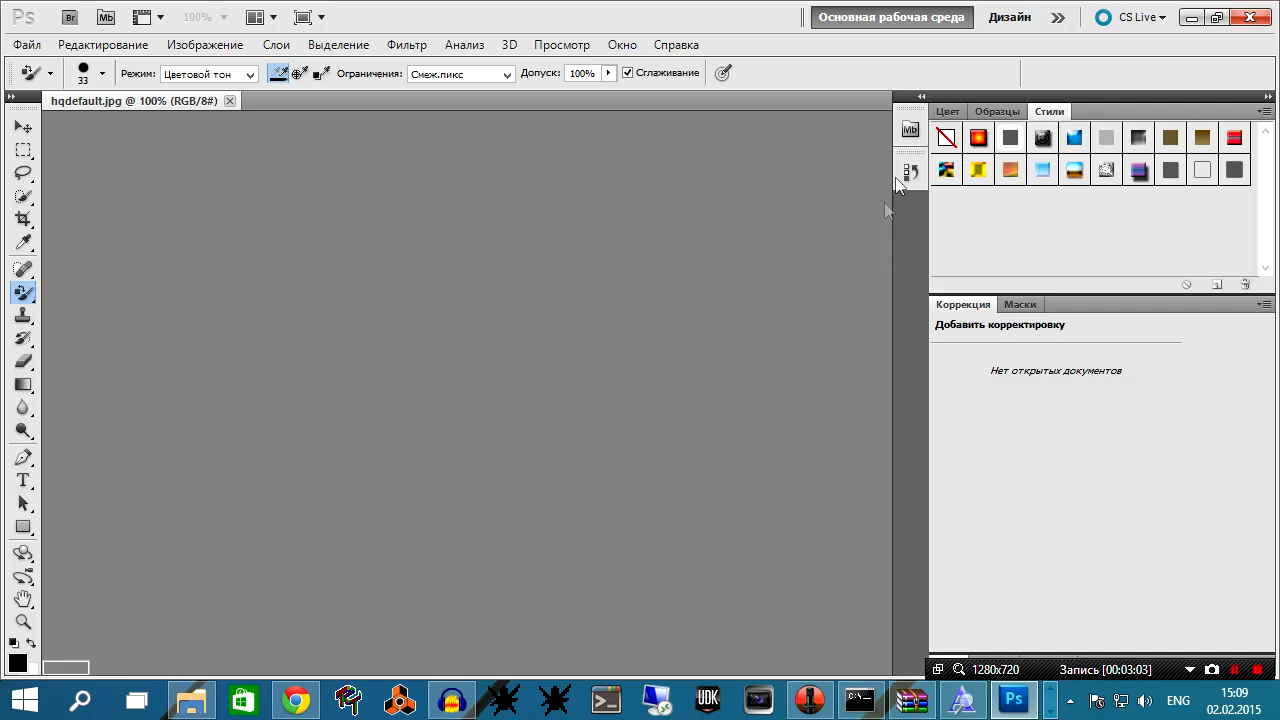 Ps Br Mb 100% Основная рабочая среда Дизайн CS Live
Файл Редактирование Изображение Слои Выделение Фильтр Анализ 3D Просмотр Окно Справка
33 Режим: Цветовой тон Ограничения: Смеж.пикс Допуск: 100% Сглаживание
hqdefault.jpg @ 100% (RGB/8#)
Mb
Цвет Образцы Стили
Коррекция Маски
Добавить корректировку
Нет открытых документов
T
1280x720 Запись [00:03:03]
UDK Ps ENG
15:09
02.02.2015